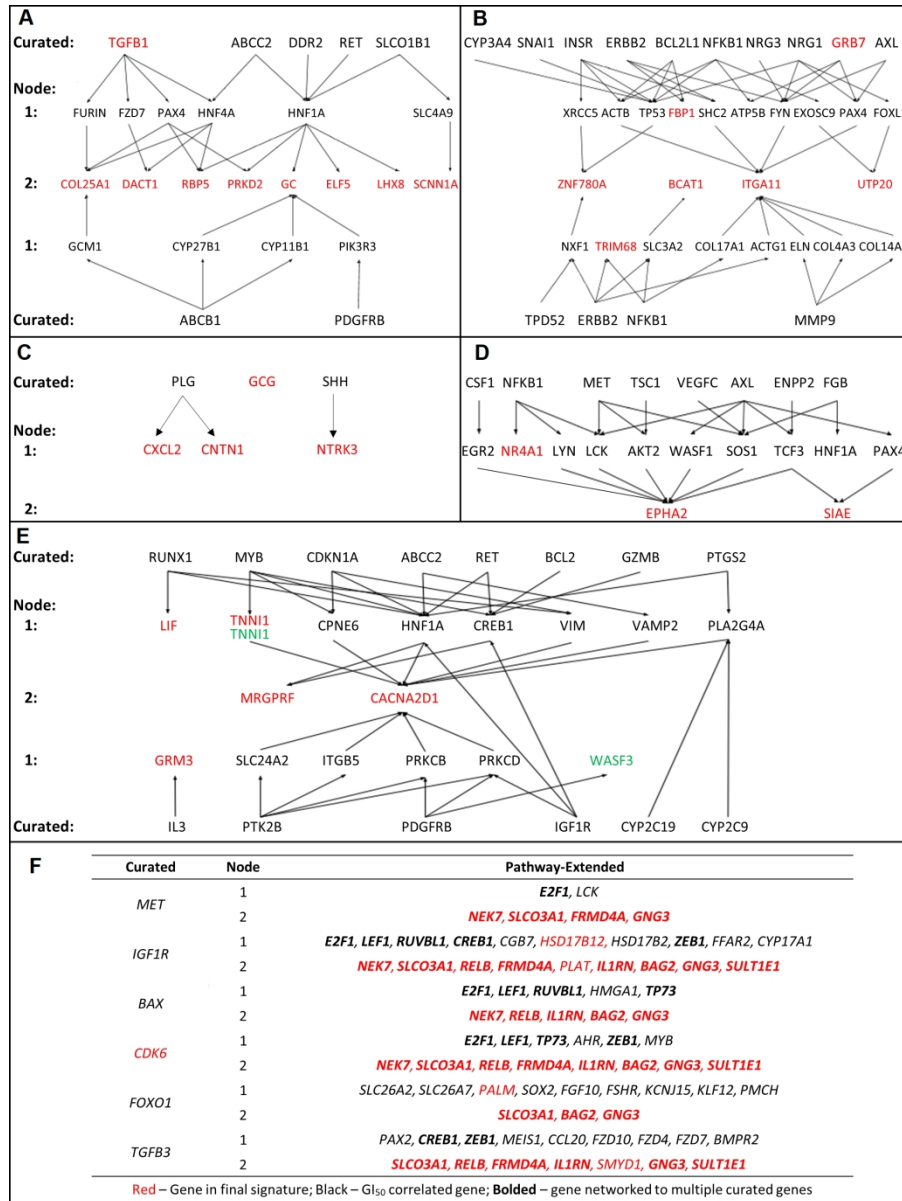 A
Curated: TGFB1 ABCC2 DDR2 RET SLCO1B1
Node:
1: FURIN FZD7 PAX4 HNF4A HNF1A SLC4A9
2: COL25A1 DACT1 RBP5 PRKD2 GC ELF5 LHX8 SCNN1A
1: GCM1 CYP27B1 CYP11B1 PIK3R3
Curated: ABCB1 PDGFRB
B
CYP3A4 SNAI1 INSR ERBB2 BCL2L1 NFKB1 NRG3 NRG1 GRB7 AXL
XRCC5 ACTB TP53 FBP1 SHC2 ATP5B FYN EXOSC9 PAX4 FOXL
ZNF780A BCAT1 ITGA11 UTP20
NXF1 TRIM68 SLC3A2 COL17A1 ACTG1 ELN COL4A3 COL14A
TPD52 ERBB2 NFKB1 MMP9
C
Curated: PLG GCG SHH
Node:
1: CXCL2 CNTN1 NTRK3
2:
D
CSF1 NFKB1 MET TSC1 VEGFC AXL ENPP2 FGB
EGR2 NR4A1 LYN LCK AKT2 WASF1 SOS1 TCF3 HNF1A PAX4
EPHA2 SIAE
E
Curated: RUNX1 MYB CDKN1A ABCC2 RET BCL2 GZMB PTGS2
Node:
1: LIF TNNI1 CPNE6 HNF1A CREB1 VIM VAMP2 PLA2G4A
TNNI1
2: MRGPRF CACNA2D1
1: GRM3 SLC24A2 ITGB5 PRKCB PRKCD WASF3
Curated: IL3 PTK2B PDGFRB IGF1R CYP2C19 CYP2C9
F
Curated Node Pathway-Extended
MET 1 E2F1, LCK
2 NEK7, SLCO3A1, FRMD4A, GNG3
IGF1R 1 E2F1, LEF1, RUVBL1, CREB1, CGB7, HSD17B12, HSD17B2, ZEB1, FFAR2, CYP17A1
2 NEK7, SLCO3A1, RELB, FRMD4A, PLAT, IL1RN, BAG2, GNG3, SULT1E1
BAX 1 E2F1, LEF1, RUVBL1, HMGA1, TP73
2 NEK7, RELB, IL1RN, BAG2, GNG3
CDK6 1 E2F1, LEF1, TP73, AHR, ZEB1, MYB
2 NEK7, SLCO3A1, RELB, FRMD4A, IL1RN, BAG2, GNG3, SULT1E1
FOXO1 1 SLC26A2, SLC26A7, PALM, SOX2, FGF10, FSHR, KCNJ15, KLF12, PMCH
2 SLCO3A1, BAG2, GNG3
TGFB3 1 PAX2, CREB1, ZEB1, MEIS1, CCL20, FZD10, FZD4, FZD7, BMPR2
2 SLCO3A1, RELB, FRMD4A, IL1RN, SMYD1, GNG3, SULT1E1
Red – Gene in final signature; Black – GI50 correlated gene; Bolded – gene networked to multiple curated genes